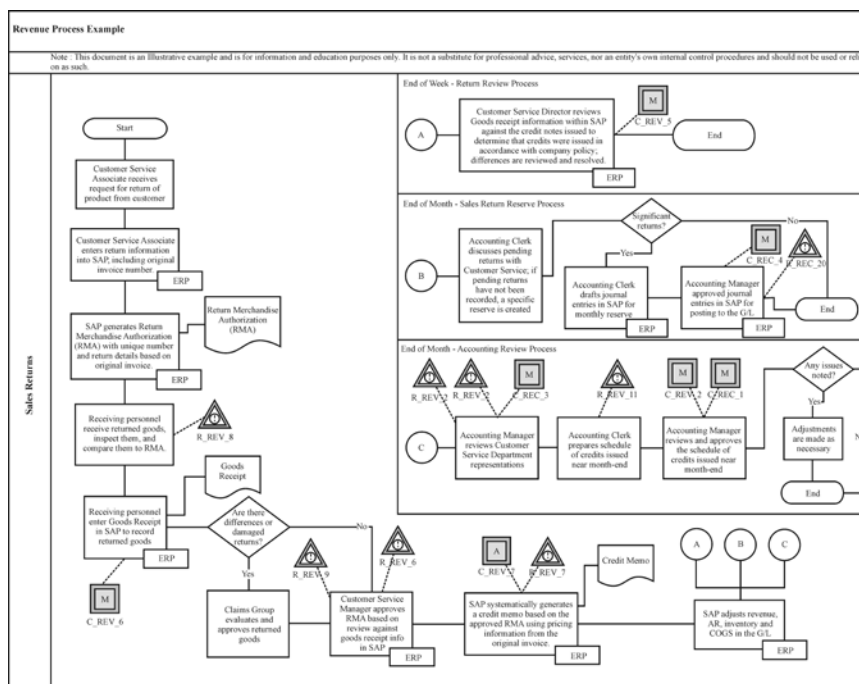 Revenue Process Example
Note : This document is an Illustrative example and is for information and education purposes only. It is not a substitute for professional advice, services, nor an entity's own internal control procedures and should not be used or reli
on as such.
Sales Returns
Start
Customer Service
Associate receives
request for return of
product from customer
Customer Service Associate
enters return information
into SAP, including original
invoice number.
ERP
SAP generates Return
Merchandise Authorization
(RMA) with unique number
and return details based on
original invoice.
ERP
Return Merchandise
Authorization
(RMA)
Receiving personnel
receive returned goods,
inspect them, and
compare them to RMA.
R_REV_8
Goods
Receipt
Receiving personnel
enter Goods Receipt
in SAP to record
returned goods
ERP
M
C_REV_6
Are there
differences or
damaged
returns?
No
Yes
Claims Group
evaluates and
approves returned
goods
R_REV_9
R_REV_6
Customer Service
Manager approves
RMA based on
review against
goods receipt info
in SAP
ERP
A
C_REV_7
R_REV_7
Credit Memo
SAP systematically generates
a credit memo based on the
approved RMA using pricing
information from the
original invoice.
ERP
A
B
C
SAP adjusts revenue,
AR, inventory and
COGS in the G/L
ERP
End of Week - Return Review Process
A
Customer Service Director reviews
Goods receipt information within SAP
against the credit notes issued to
determine that credits were issued in
accordance with company policy;
differences are reviewed and resolved.
ERP
M
C_REV_5
End
End of Month - Sales Return Reserve Process
B
Accounting Clerk
discusses pending
returns with
Customer Service; if
pending returns
have not been
recorded, a specific
reserve is created
Significant
returns?
No
Yes
Accounting Clerk
drafts journal
entries in SAP for
monthly reserve
ERP
M
C_REC_4
R_REC_20
Accounting Manager
approved journal
entries in SAP for
posting to the G/L
ERP
End
End of Month - Accounting Review Process
C
R_REV_2
M
C_REC_3
Accounting Manager
reviews Customer
Service Department
representations
R_REV_11
Accounting Clerk
prepares schedule
of credits issued
near month-end
M
M
C_REV_2
C_REC_1
Accounting Manager
reviews and approves
the schedule of
credits issued near
month-end
Any issues
noted?
Yes
N
Adjustments
are made as
necessary
End